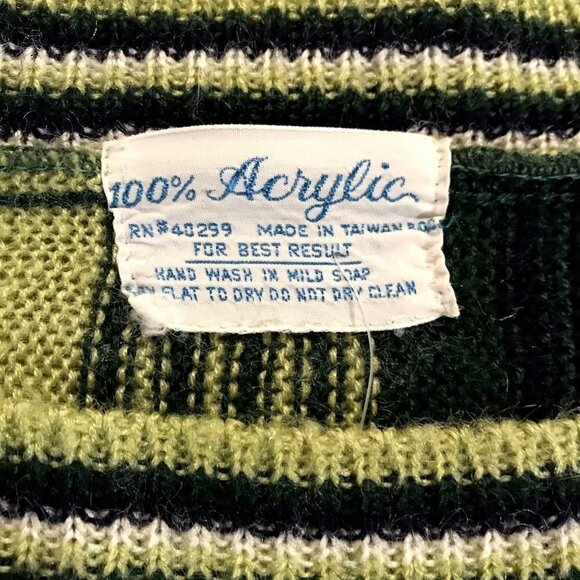 100% Acrylic
RN#40299 MADE IN TAIWAN
FOR BEST RESULT
HAND WASH IN MILD SOAP
FLAT TO DRY DO NOT DRY CLEAN